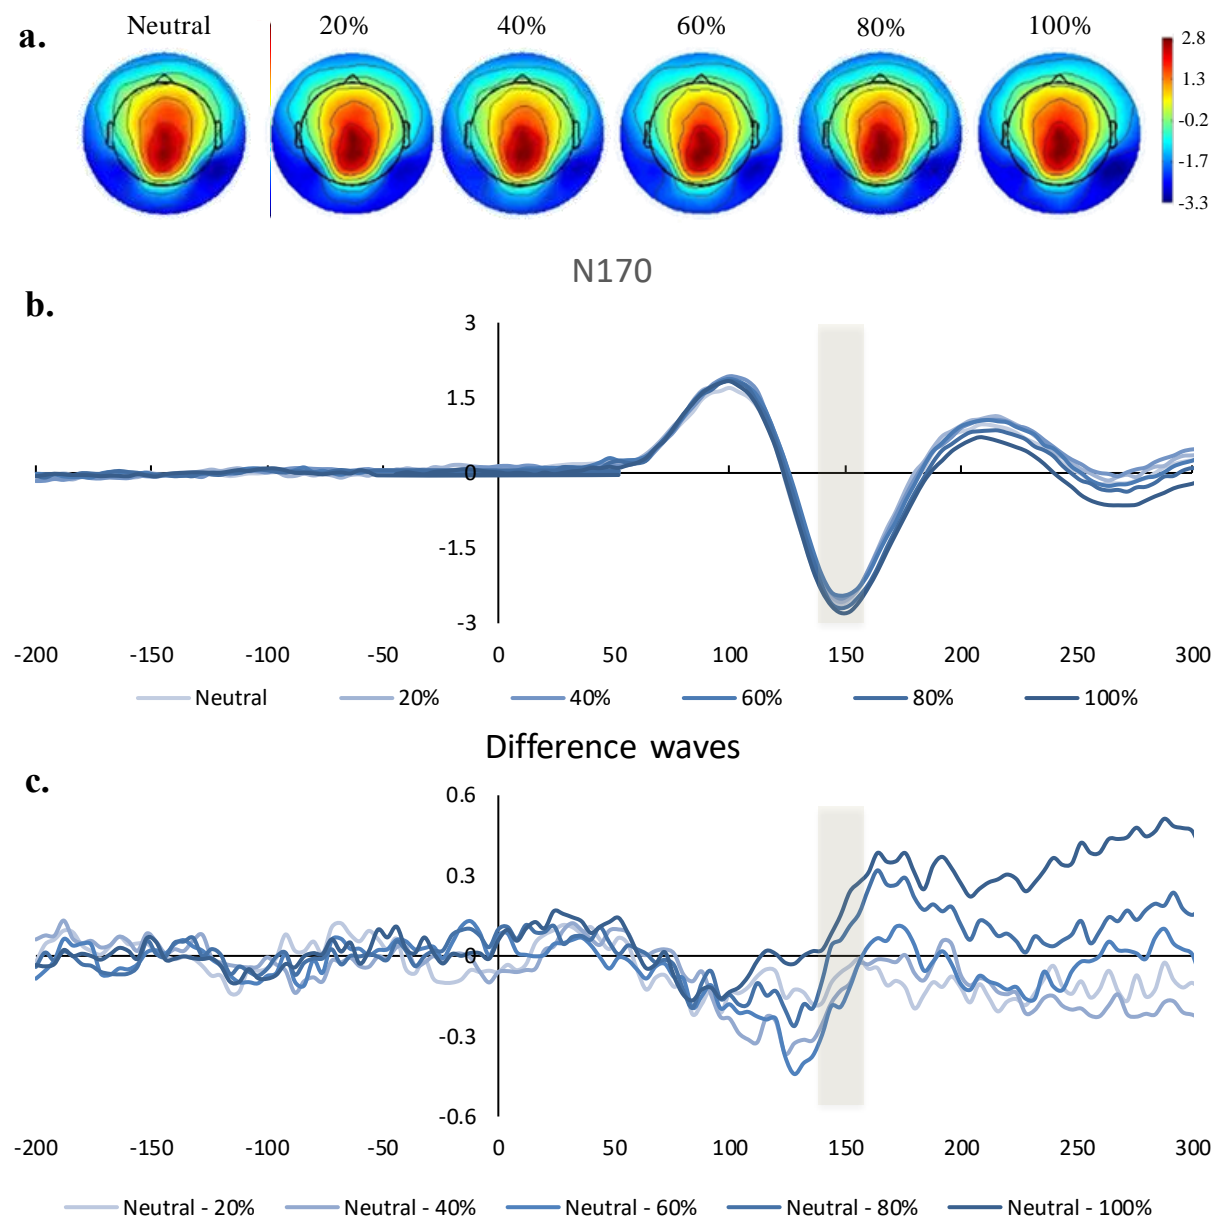 a.
Neutral 20% 40% 60% 80% 100%
2.8
1.3
-0.2
-1.7
-3.3
N170
b.
3
1.5
0
-1.5
-3
-200 -150 -100 -50 0 50 100 150 200 250 300
Neutral 20% 40% 60% 80% 100%
Difference waves
c.
0.6
0.3
0
-0.3
-0.6
-200 -150 -100 -50 0 50 100 150 200 250 300
Neutral - 20% Neutral - 40% Neutral - 60% Neutral - 80% Neutral - 100%